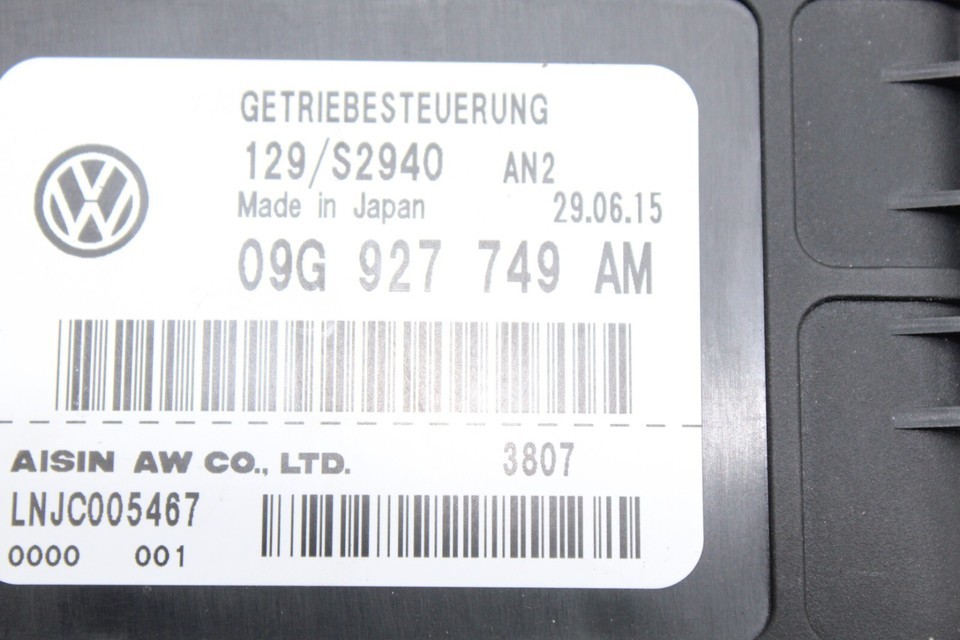 GETRIEBESTEUERUNG
129/S2940 AN2
Made in Japan 29.06.15
09G 927 749 AM
AISIN AW CO., LTD. 3807
LNJC005467
0000 001